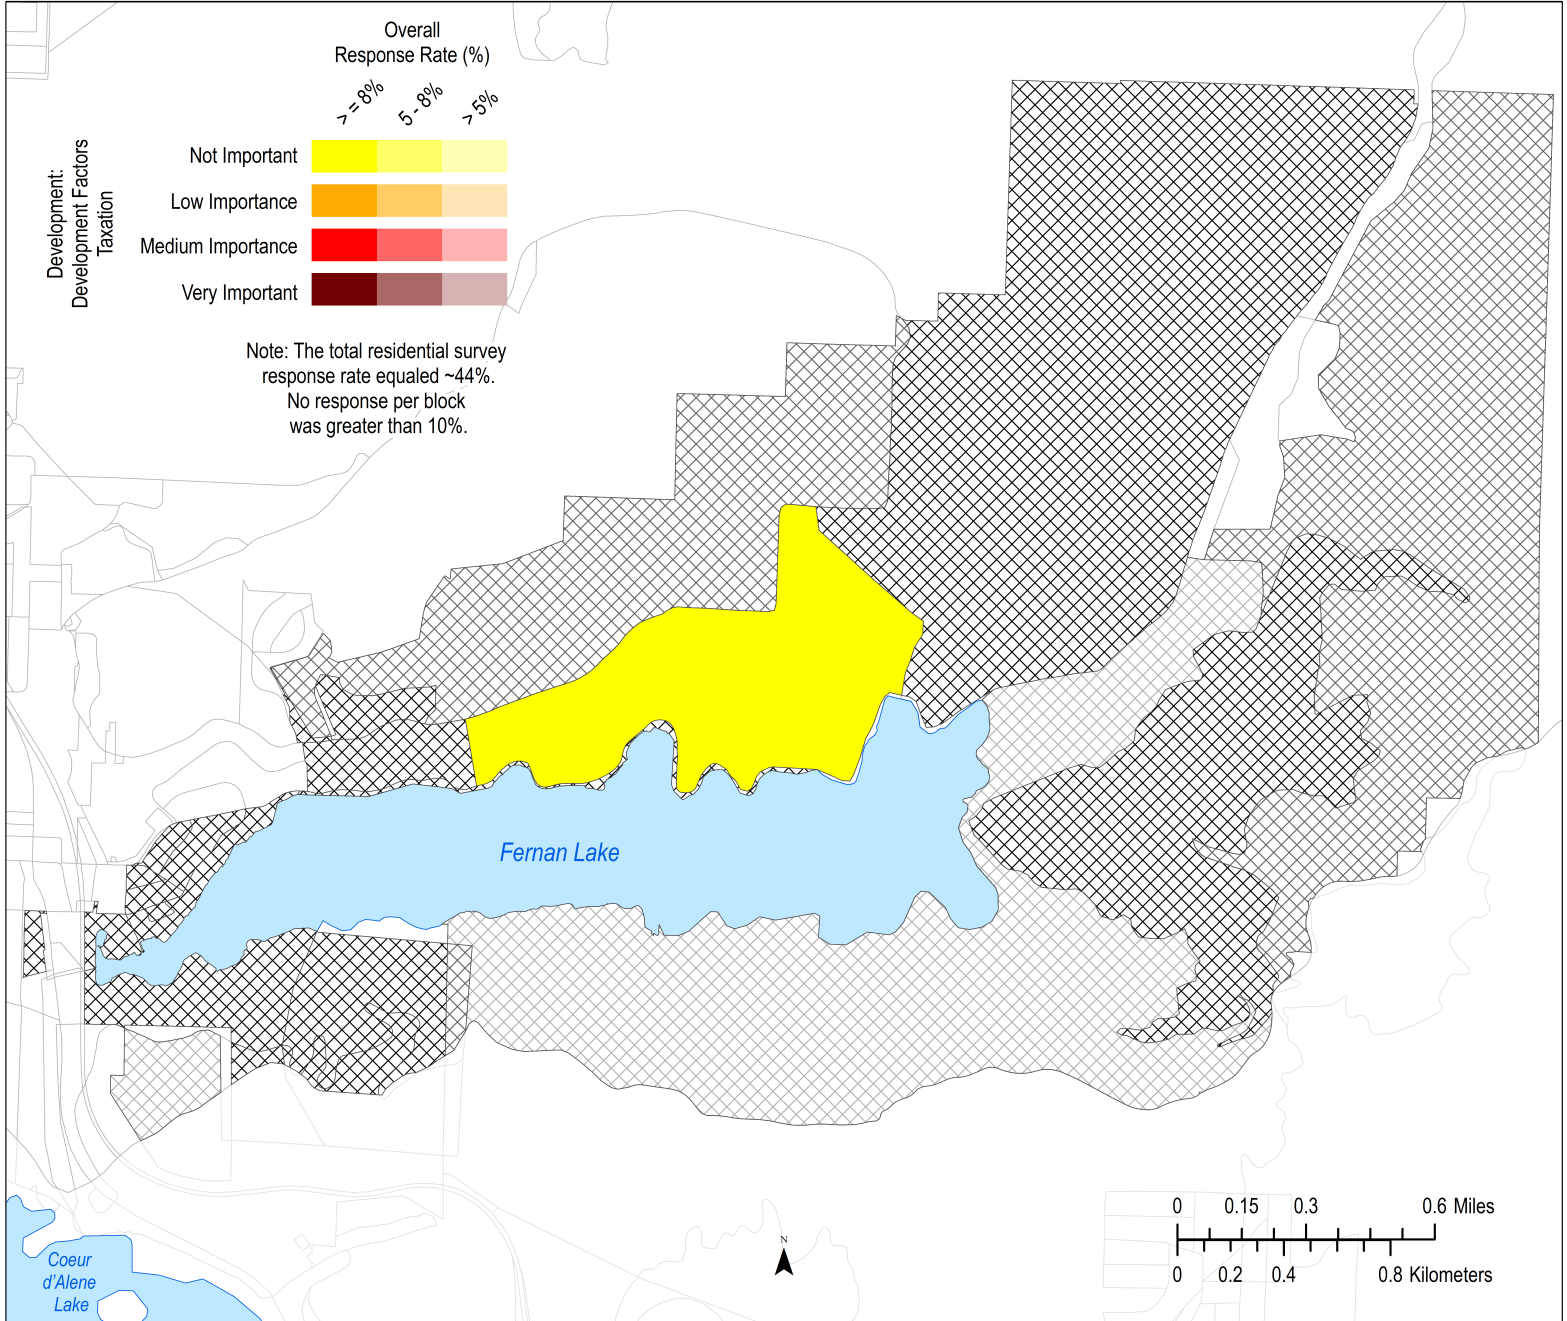 Overall
Response Rate (%)
> = 8%
5 - 8%
> 5%
Development:
Development Factors
Taxation
Not Important
Low Importance
Medium Importance
Very Important
Note: The total residential survey
response rate equaled ~44%.
No response per block
was greater than 10%.
Fernan Lake
Coeur
d'Alene
Lake
N
0 0.15 0.3 0.6 Miles
0 0.2 0.4 0.8 Kilometers